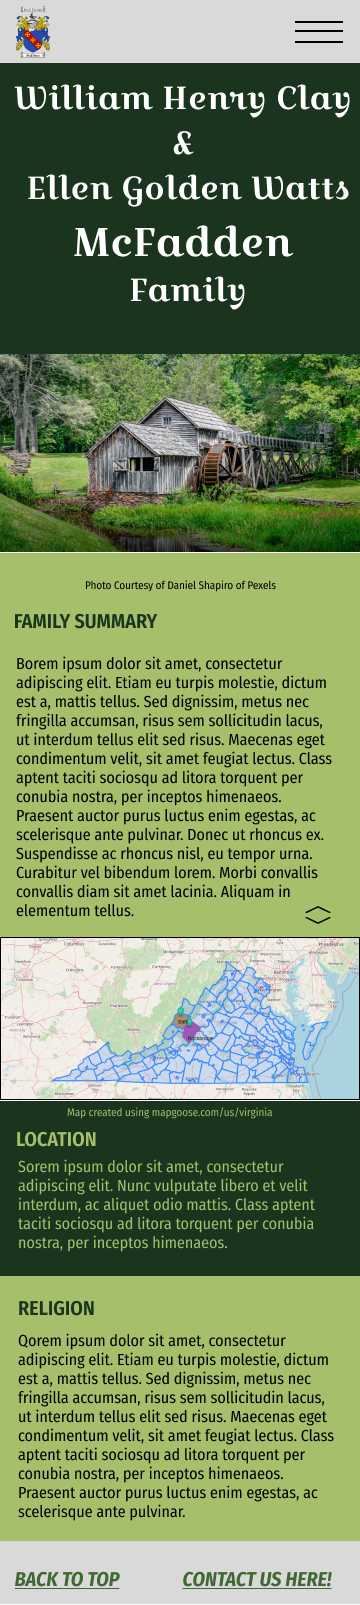 William Henry Clay
&
Ellen Golden Watts
McFadden
Family
Photo Courtesy of Daniel Shapiro of Pexels
FAMILY SUMMARY
Borem ipsum dolor sit amet, consectetur
adipiscing elit. Etiam eu turpis molestie, dictum
est a, mattis tellus. Sed dignissim, metus nec
fringilla accumsan, risus sem sollicitudin lacus,
ut interdum tellus elit sed risus. Maecenas eget
condimentum velit, sit amet feugiat lectus. Class
aptent taciti sociosqu ad litora torquent per
conubia nostra, per inceptos himenaeos.
Praesent auctor purus luctus enim egestas, ac
scelerisque ante pulvinar. Donec ut rhoncus ex.
Suspendisse ac rhoncus nisl, eu tempor urna.
Curabitur vel bibendum lorem. Morbi convallis
convallis diam sit amet lacinia. Aliquam in
elementum tellus.
Bath
Rockbridge
Map created using mapgoose.com/us/virginia
LOCATION
Sorem ipsum dolor sit amet, consectetur
adipiscing elit. Nunc vulputate libero et velit
interdum, ac aliquet odio mattis. Class aptent
taciti sociosqu ad litora torquent per conubia
nostra, per inceptos himenaeos.
RELIGION
Qorem ipsum dolor sit amet, consectetur
adipiscing elit. Etiam eu turpis molestie, dictum
est a, mattis tellus. Sed dignissim, metus nec
fringilla accumsan, risus sem sollicitudin lacus,
ut interdum tellus elit sed risus. Maecenas eget
condimentum velit, sit amet feugiat lectus. Class
aptent taciti sociosqu ad litora torquent per
conubia nostra, per inceptos himenaeos.
Praesent auctor purus luctus enim egestas, ac
scelerisque ante pulvinar.
BACK TO TOP
CONTACT US HERE!